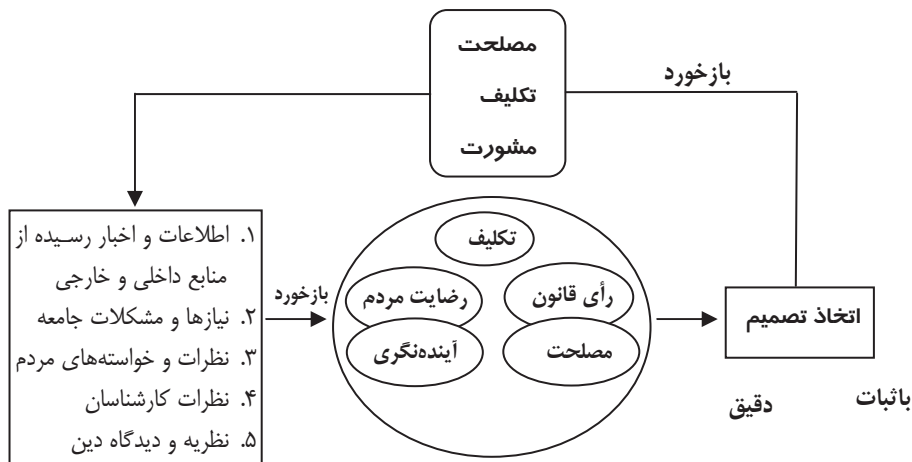 مصلحت
تکلیف
مشورت
بازخورد
۱. اطلاعات و اخبار رسیده از
منابع داخلی و خارجی
۲. نیازها و مشکلات جامعه
۳. نظرات و خواسته‌های مردم
۴. نظرات کارشناسان
۵. نظریه و دیدگاه دین
بازخورد
تکلیف
رأی قانون
رضایت مردم
مصلحت
آینده‌نگری
اتخاذ تصمیم
باثبات
دقیق